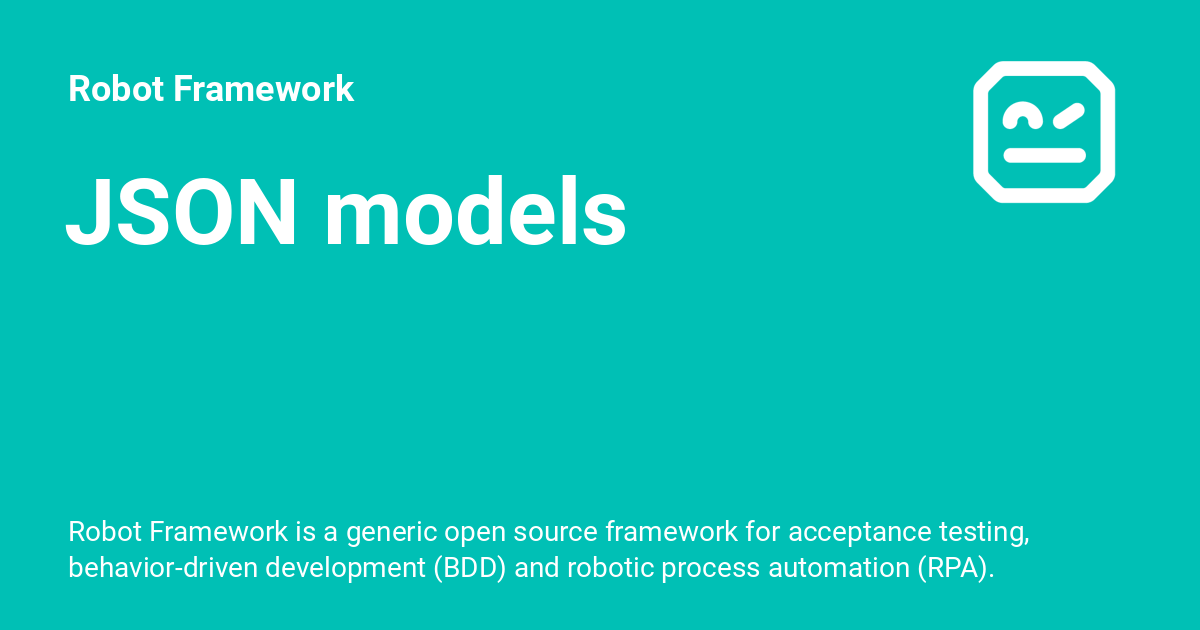 Robot Framework
JSON models
Robot Framework is a generic open source framework for acceptance testing,
behavior-driven development (BDD) and robotic process automation (RPA).